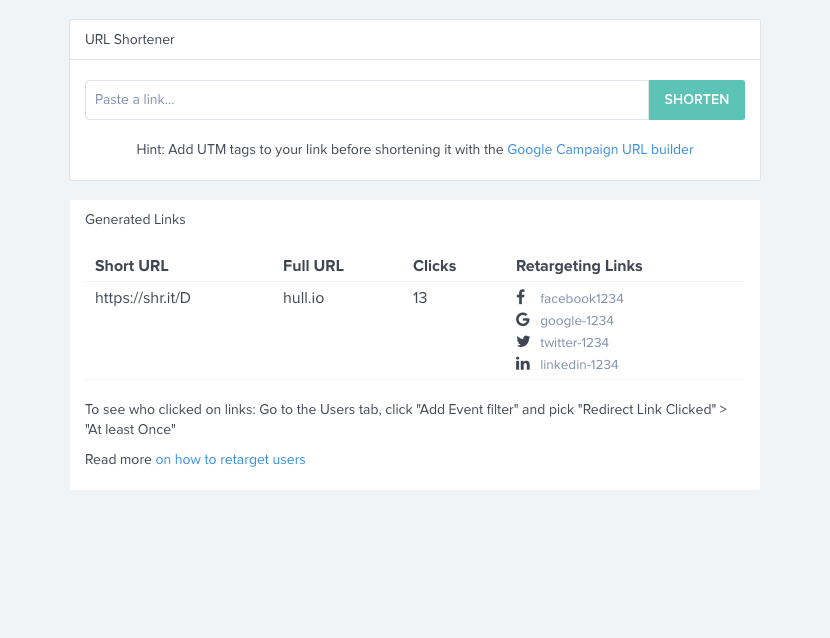 URL Shortener
Paste a link... SHORTEN
Hint: Add UTM tags to your link before shortening it with the Google Campaign URL builder
Generated Links
Short URL Full URL Clicks Retargeting Links
https://shr.it/D hull.io 13 facebook1234
google-1234
twitter-1234
linkedin-1234
To see who clicked on links: Go to the Users tab, click "Add Event filter" and pick "Redirect Link Clicked" >
"At least Once"
Read more on how to retarget users